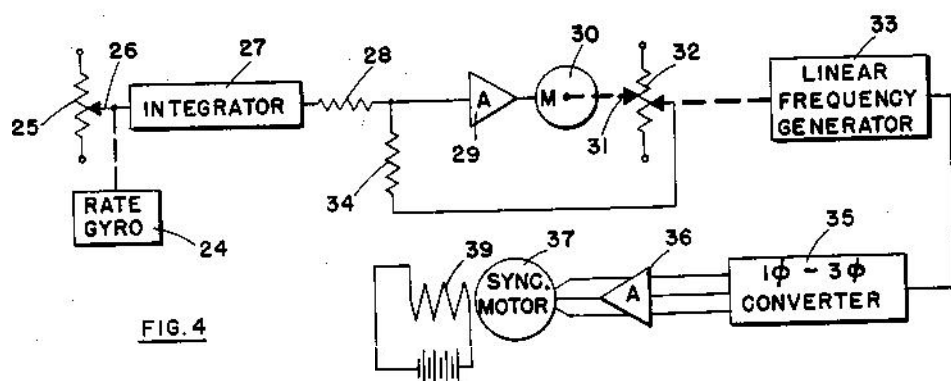 25
26
27
INTEGRATOR
28
A
29
30
M
31
32
33
LINEAR
FREQUENCY
GENERATOR
34
RATE
GYRO
24
35
1ϕ - 3ϕ
CONVERTER
36
A
37
SYNC.
MOTOR
39
FIG. 4